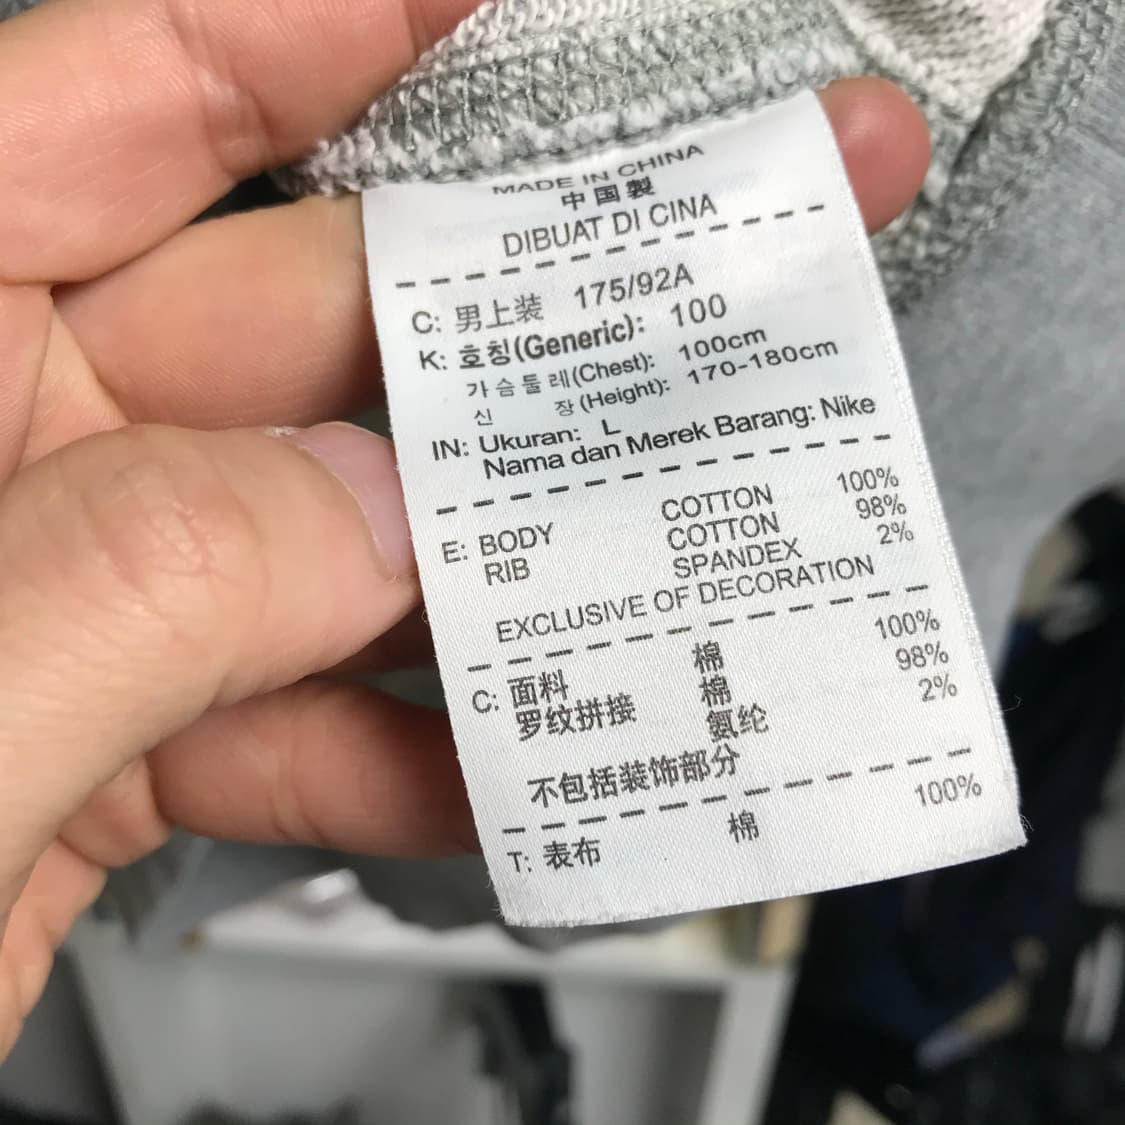 MADE IN CHINA
中国製
DIBUAT DI CINA
C: 男上装 175/92A
K: 호칭(Generic): 100
가슴둘레(Chest): 100cm
신 장(Height): 170-180cm
IN: Ukuran: L
Nama dan Merek Barang: Nike
E: BODY COTTON 100%
RIB COTTON 98%
SPANDEX 2%
EXCLUSIVE OF DECORATION
C: 面料 棉 100%
罗纹拼接 棉 98%
氨纶 2%
不包括装饰部分
T: 表布 棉 100%